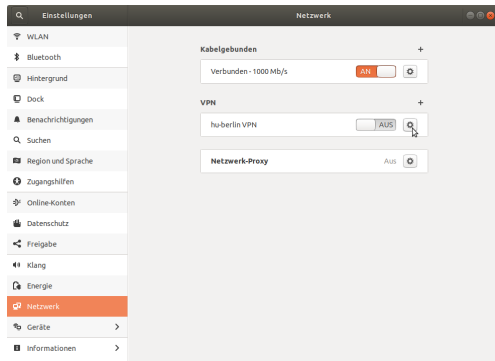 Einstellungen
Netzwerk
WLAN
Bluetooth
Hintergrund
Dock
Benachrichtigungen
Suchen
Region und Sprache
Zugangshilfen
Online-Konten
Datenschutz
Freigabe
Klang
Energie
Netzwerk
Geräte
Informationen
Kabelgebunden +
Verbunden - 1000 Mb/s AN
VPN +
hu-berlin VPN AUS
Netzwerk-Proxy Aus